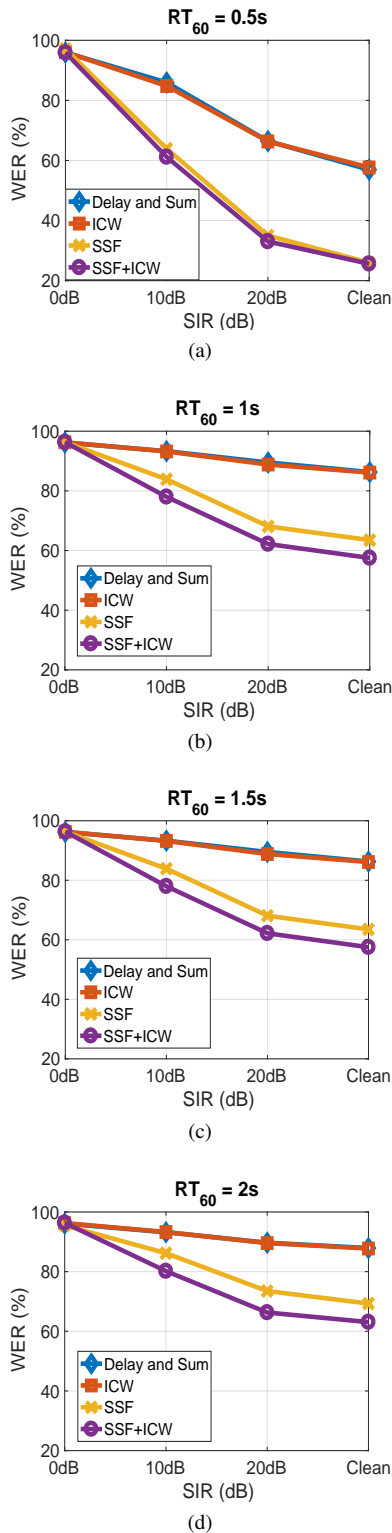 RT60 = 0.5s
100
80
60
40
20
WER (%)
Delay and Sum
ICW
SSF
SSF+ICW
0dB 10dB 20dB Clean
SIR (dB)
(a)
RT60 = 1s
100
80
60
40
20
WER (%)
Delay and Sum
ICW
SSF
SSF+ICW
0dB 10dB 20dB Clean
SIR (dB)
(b)
RT60 = 1.5s
100
80
60
40
20
WER (%)
Delay and Sum
ICW
SSF
SSF+ICW
0dB 10dB 20dB Clean
SIR (dB)
(c)
RT60 = 2s
100
80
60
40
20
WER (%)
Delay and Sum
ICW
SSF
SSF+ICW
0dB 10dB 20dB Clean
SIR (dB)
(d)